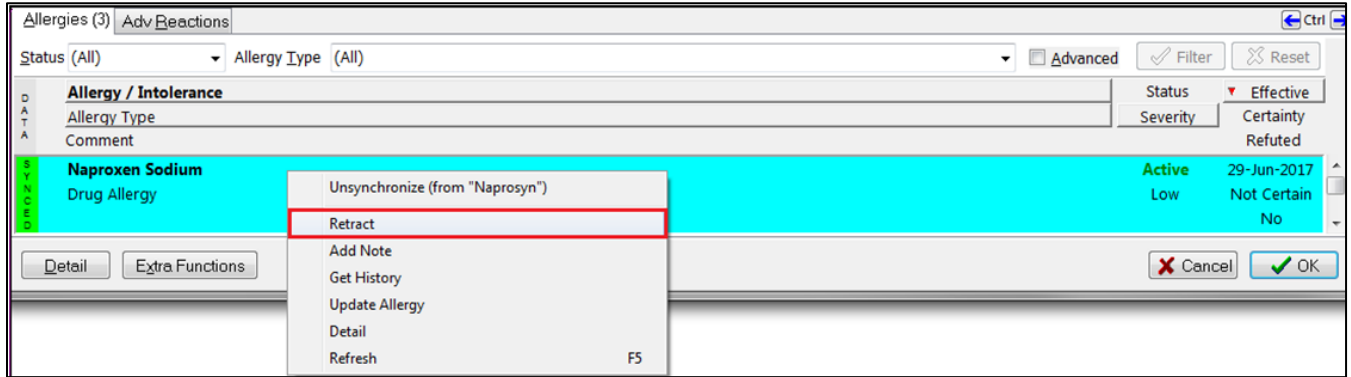 Allergies (3) Adv Reactions Ctrl
Status (All) Allergy Type (All) Advanced Filter Reset
DATA
Allergy / Intolerance Status Effective
Allergy Type Severity Certainty
Comment Refuted
SYNCED
Naproxen Sodium Active 29-Jun-2017
Drug Allergy Low Not Certain
No
Unsynchronize (from "Naprosyn")
Retract
Add Note
Get History
Update Allergy
Detail
Refresh F5
Detail Extra Functions Cancel OK